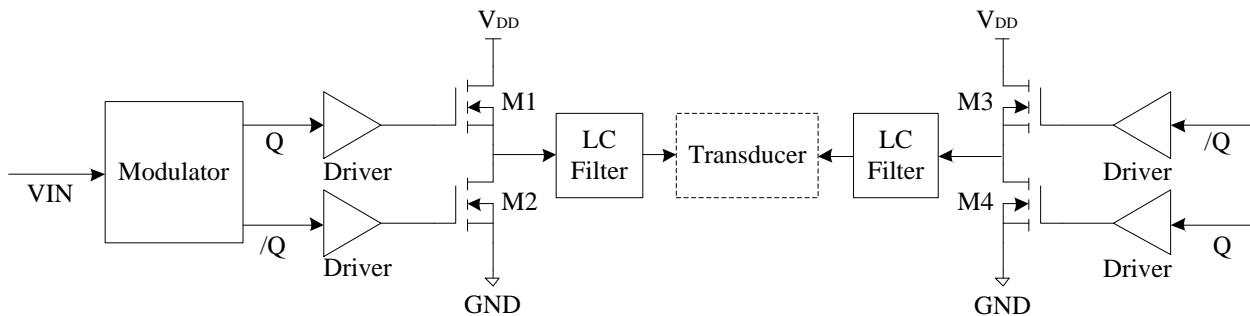 VDD
VDD
M1
M3
Q
Driver
LC
Filter
Transducer
LC
Filter
Driver
/Q
Modulator
VIN
M2
M4
/Q
Driver
Driver
Q
GND
GND